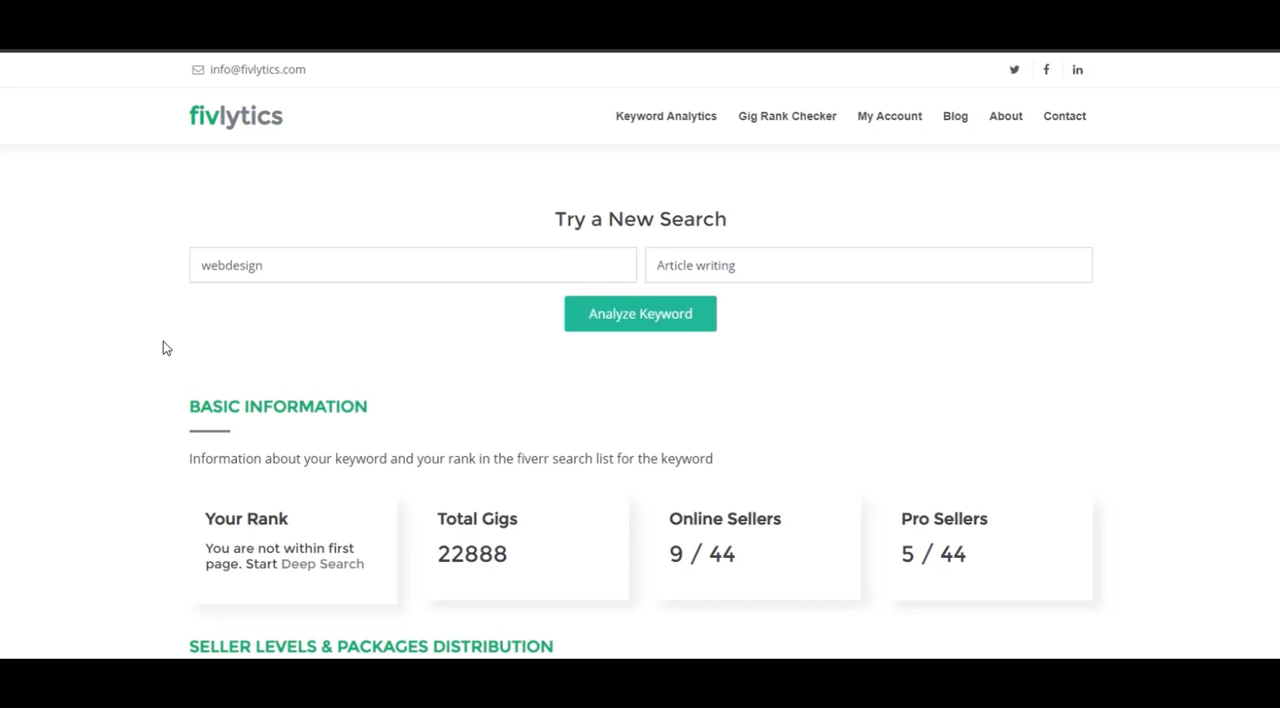 info@fivlytics.com
fivlytics
Keyword Analytics Gig Rank Checker My Account Blog About Contact
Try a New Search
webdesign Article writing
Analyze Keyword
BASIC INFORMATION
Information about your keyword and your rank in the fiverr search list for the keyword
Your Rank Total Gigs Online Sellers Pro Sellers
You are not within first 22888 9 / 44 5 / 44
page. Start Deep Search
SELLER LEVELS & PACKAGES DISTRIBUTION